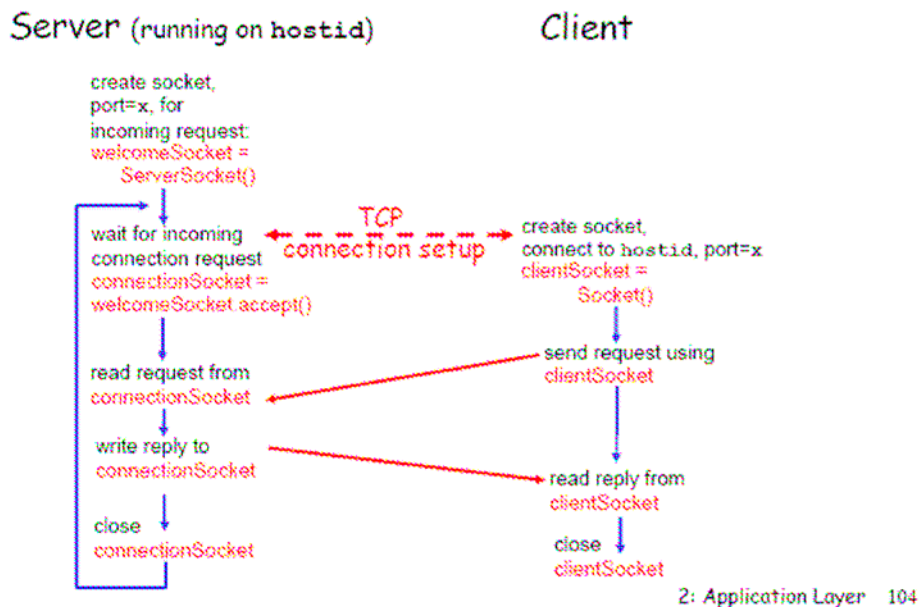 Server (running on hostid)
Client
create socket,
port=x, for
incoming request:
welcomeSocket =
ServerSocket()
wait for incoming
connection request
connectionSocket =
welcomeSocket.accept()
TCP
connection setup
create socket,
connect to hostid, port=x
clientSocket =
Socket()
send request using
clientSocket
read request from
connectionSocket
write reply to
connectionSocket
read reply from
clientSocket
close
connectionSocket
close
clientSocket
2: Application Layer 104